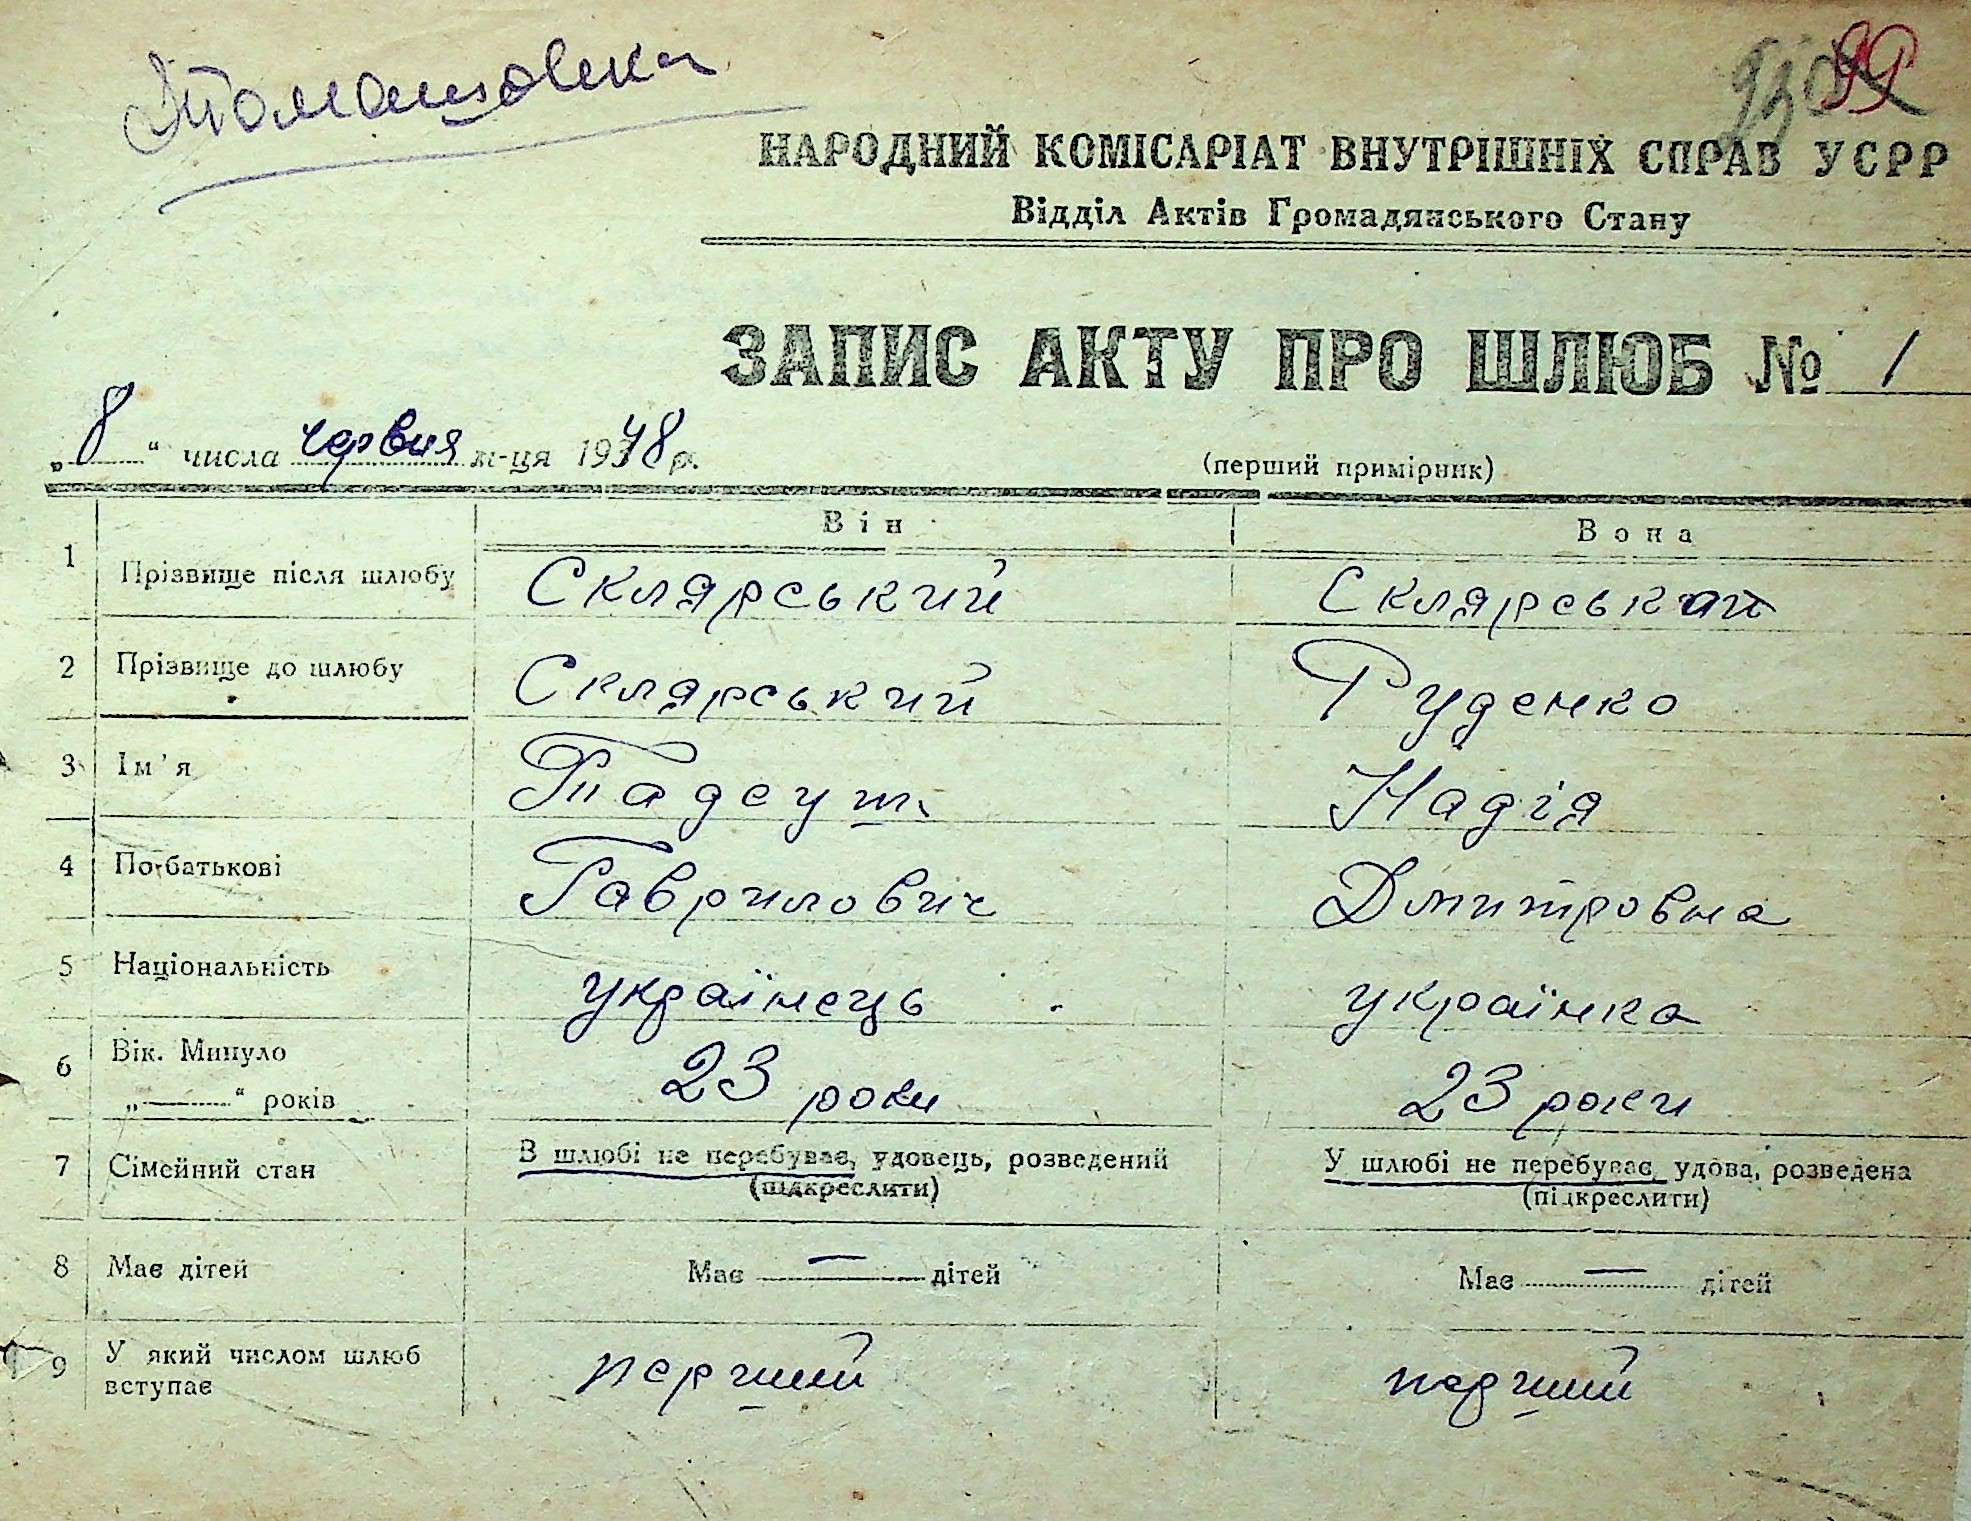 Томашовка
99
НАРОДНИЙ КОМІСАРІАТ ВНУТРІШНІХ СПРАВ УСРР
Відділ Актів Громадянського Стану
ЗАПИС АКТУ ПРО ШЛЮБ № 1
„8“ числа червня м-ця 1948 р.
(перший примірник)
Він Вона
1 Прізвище після шлюбу Склярський Склярська
2 Прізвище до шлюбу Склярський Руденко
3 Ім'я Тадеуш Надія
4 По-батькові Гаврилович Дмитровна
5 Національність українець українка
6 Вік. Минуло 23 роки 23 роки
„——“ років
7 Сімейний стан В шлюбі не перебуває, удовець, розведений У шлюбі не перебуває, удова, розведена
(підкреслити) (підкреслити)
8 Має дітей Має — дітей Має — дітей
9 У який числом шлюб перший перший
вступає